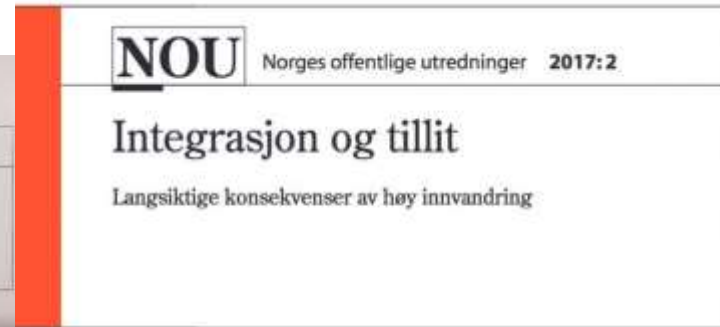 NOU Norges offentlige utredninger 2017:2
Integrasjon og tillit
Langsiktige konsekvenser av høy innvandring